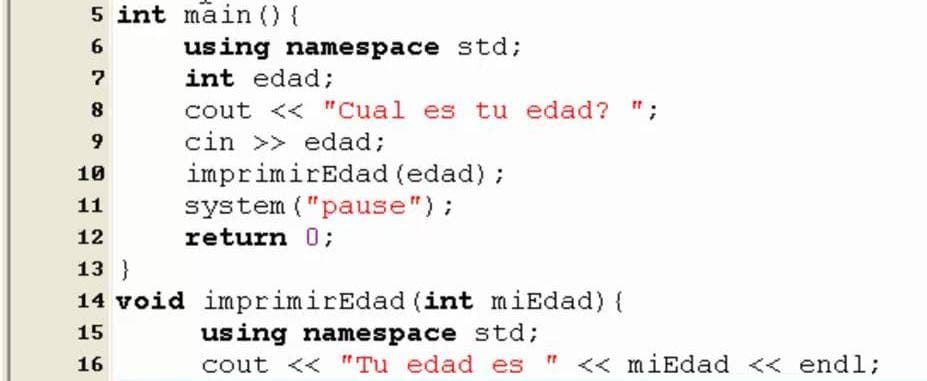 5 int main(){
6 using namespace std;
7 int edad;
8 cout << "Cual es tu edad? ";
9 cin >> edad;
10 imprimirEdad(edad);
11 system("pause");
12 return 0;
13 }
14 void imprimirEdad(int miEdad){
15 using namespace std;
16 cout << "Tu edad es " << miEdad << endl;